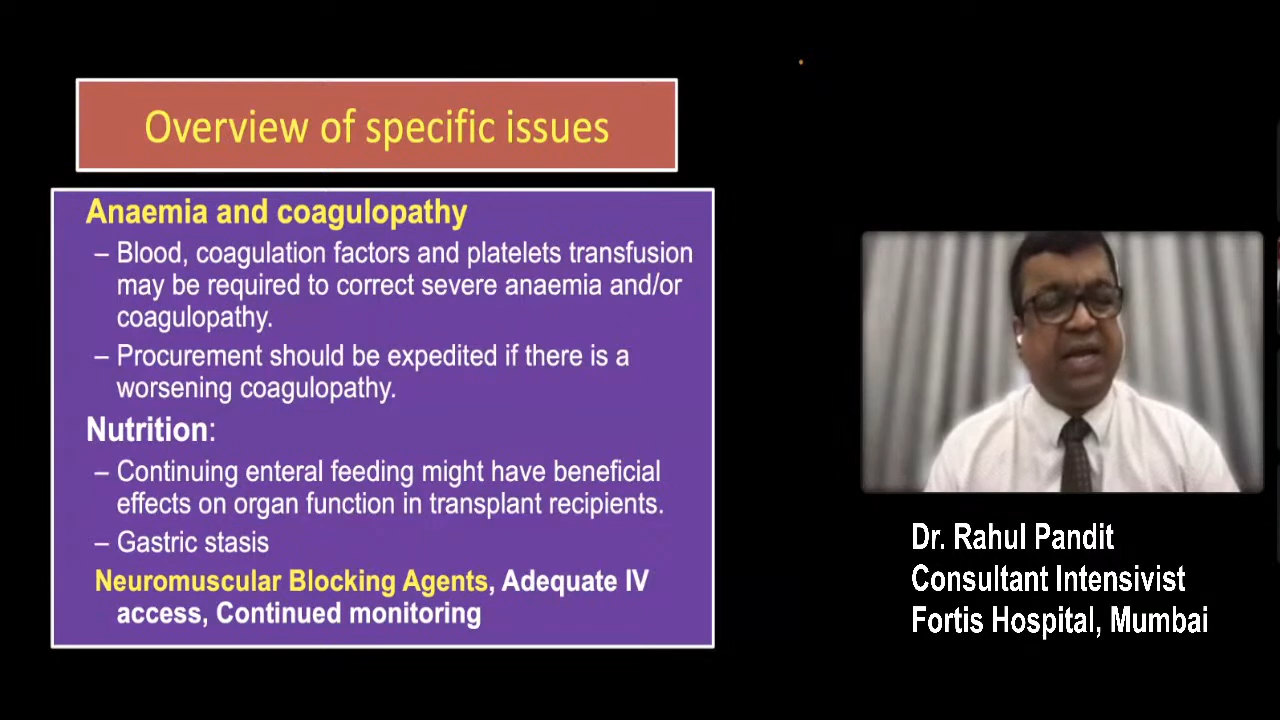 Overview of specific issues
Anaemia and coagulopathy
– Blood, coagulation factors and platelets transfusion
may be required to correct severe anaemia and/or
coagulopathy.
– Procurement should be expedited if there is a
worsening coagulopathy.
Nutrition:
– Continuing enteral feeding might have beneficial
effects on organ function in transplant recipients.
– Gastric stasis
Neuromuscular Blocking Agents, Adequate IV
access, Continued monitoring
Dr. Rahul Pandit
Consultant Intensivist
Fortis Hospital, Mumbai